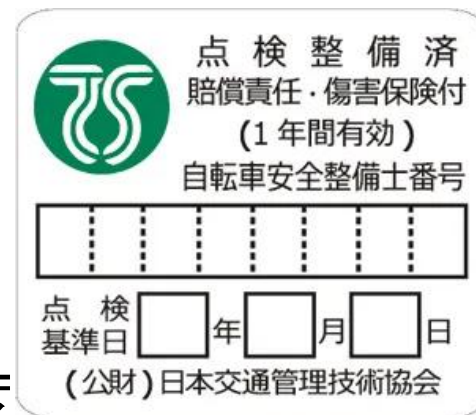 点検整備済
賠償責任・傷害保険付
(1年間有効)
自転車安全整備士番号
点検
基準日 年 月 日
(公財)日本交通管理技術協会